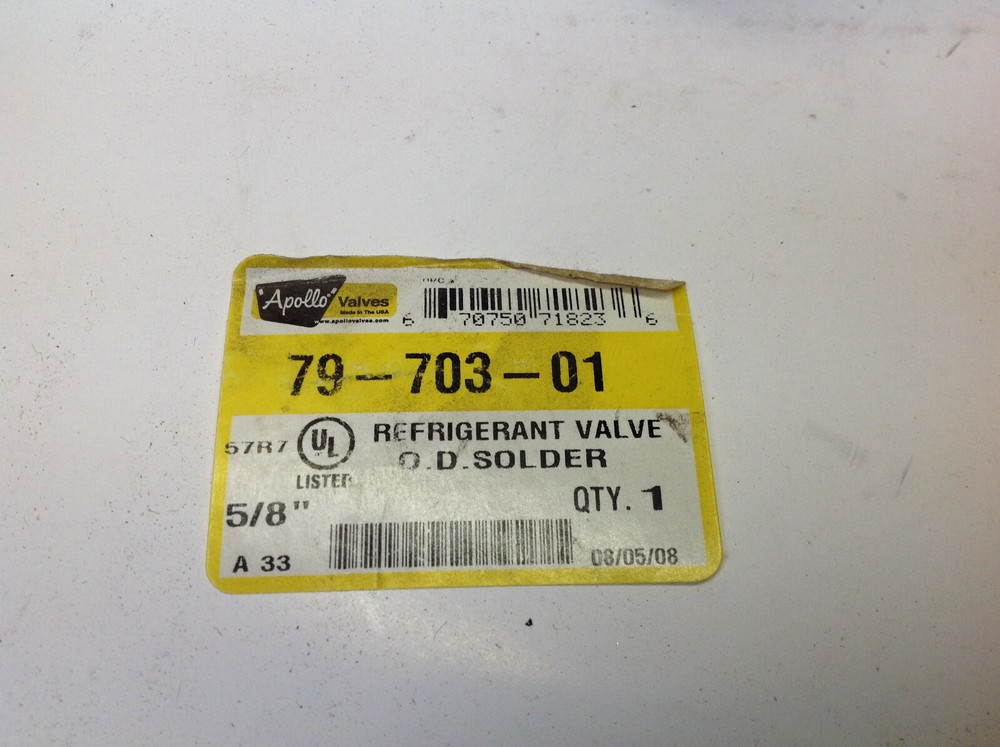 Apollo Valves
Made In The USA
www.apollovalves.com
6 70750 71823 6
79-703-01
57R7 UL LISTED
REFRIGERANT VALVE
O.D. SOLDER
5/8"
QTY. 1
A 33
08/05/08